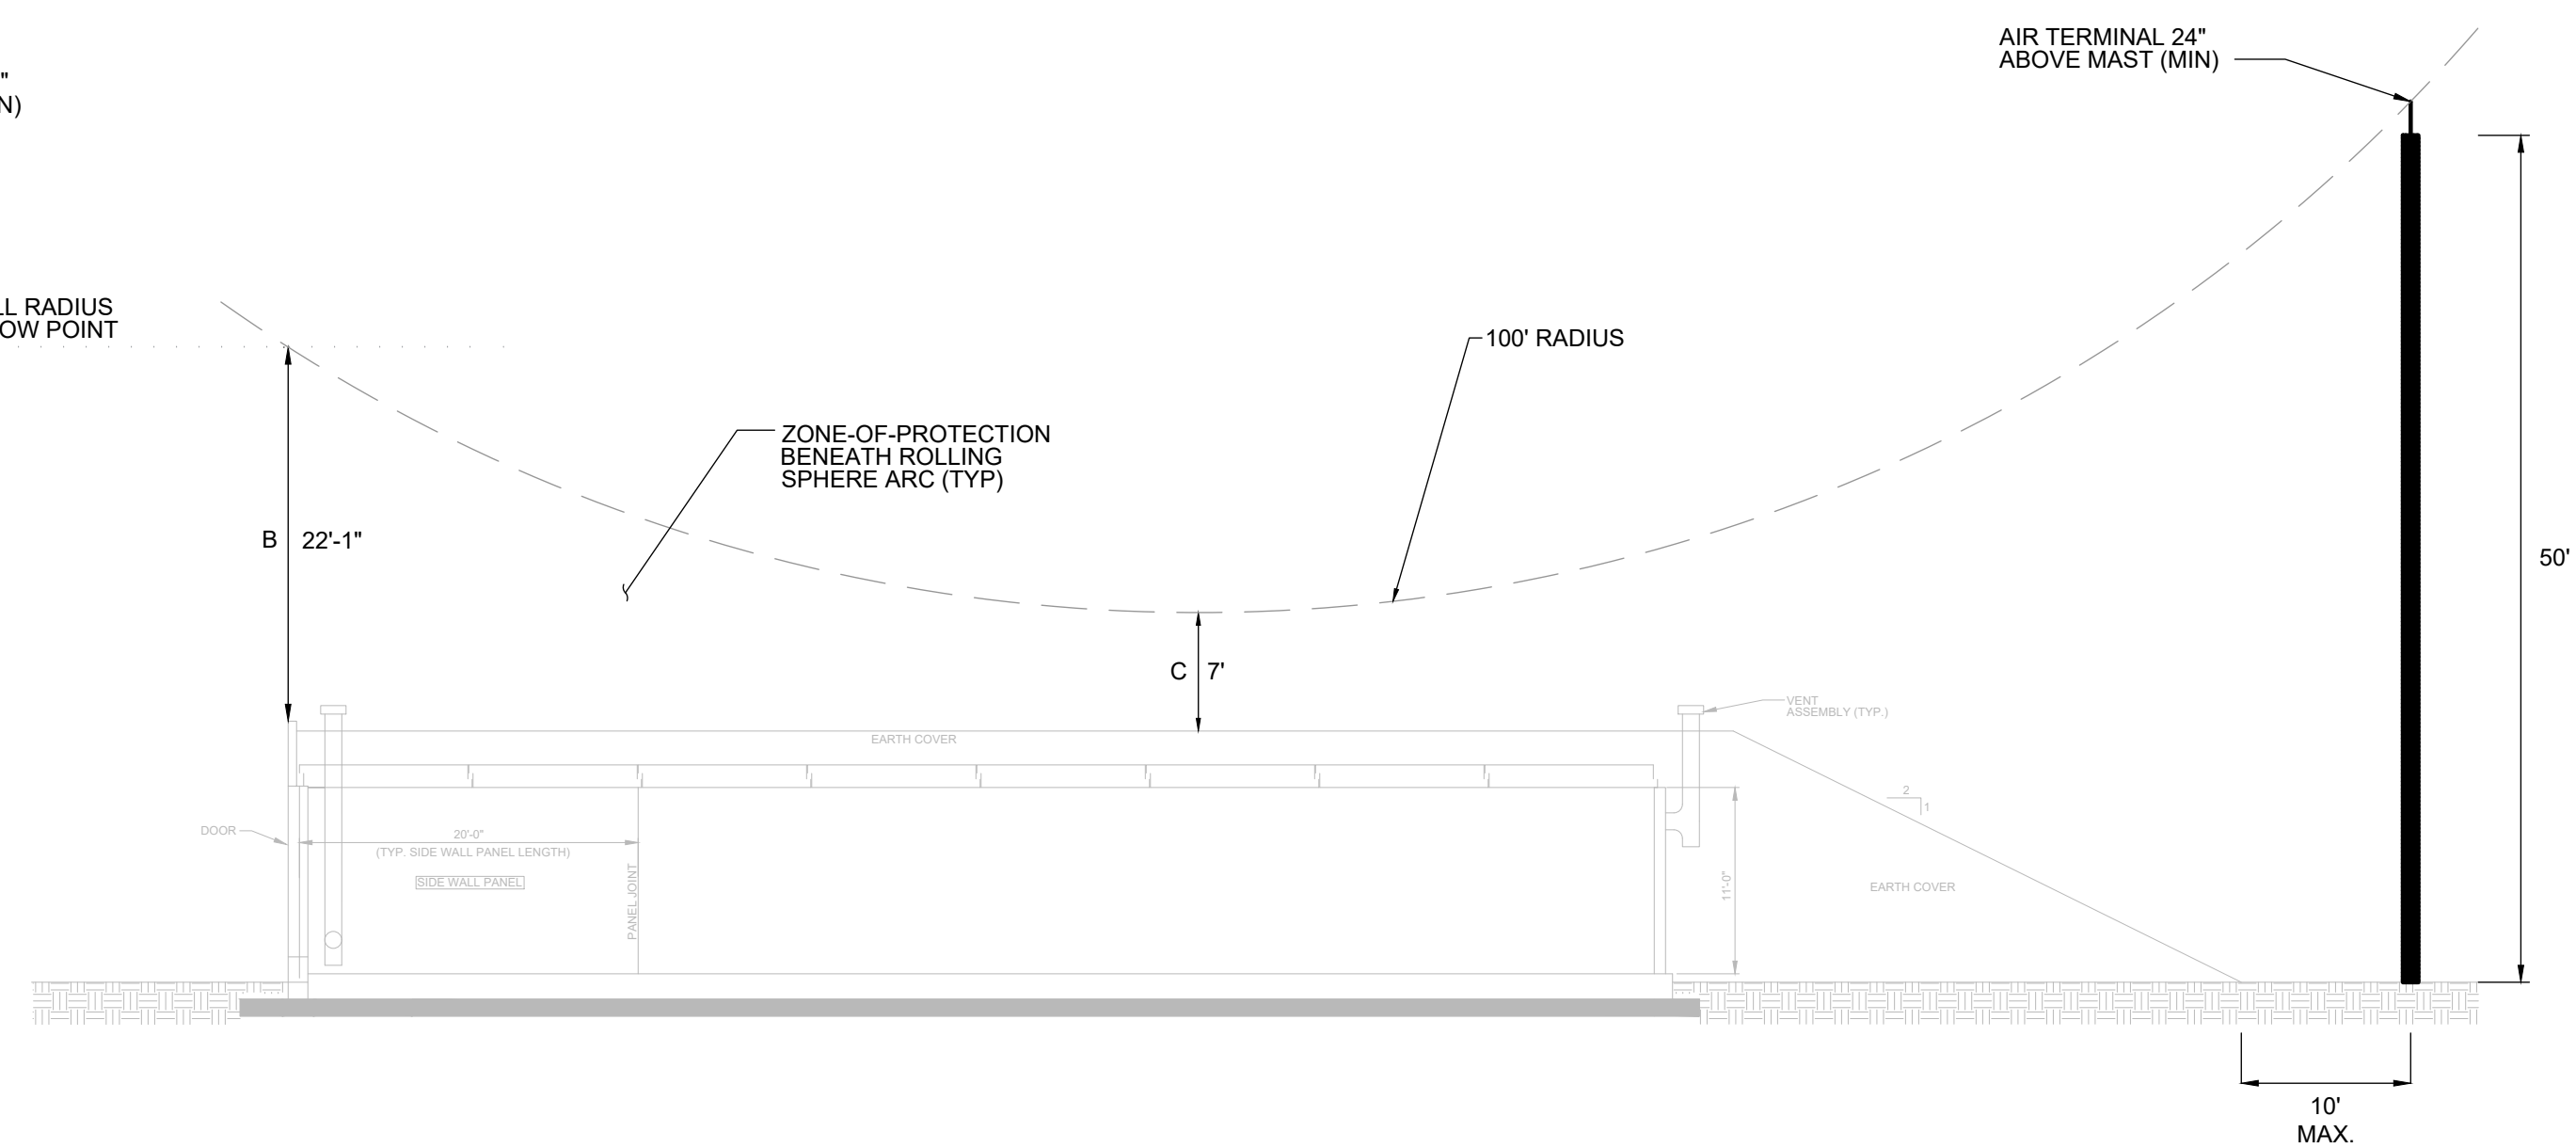 AIR TERMINAL 24"
ABOVE MAST (MIN)
"
N)
LL RADIUS
OW POINT
100' RADIUS
ZONE-OF-PROTECTION
BENEATH ROLLING
SPHERE ARC (TYP)
B 22'-1"
50'
C 7'
VENT
ASSEMBLY (TYP.)
EARTH COVER
2
1
DOOR
20'-0"
(TYP. SIDE WALL PANEL LENGTH)
SIDE WALL PANEL
PANEL JOINT
11'-0"
EARTH COVER
10'
MAX.